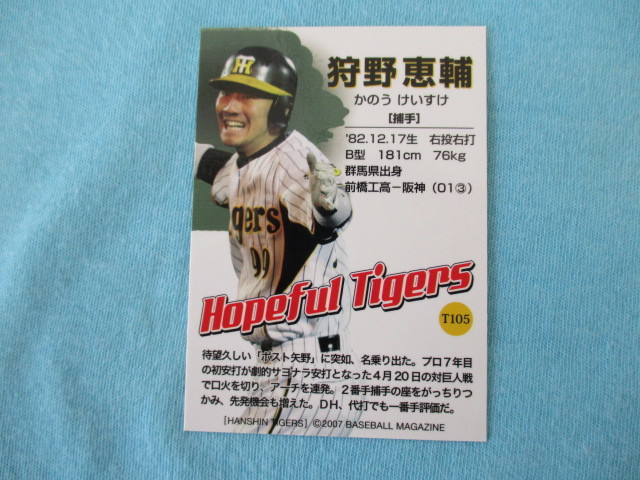 狩野恵輔
かのう けいすけ
[捕手]
'82.12.17生 右投右打
B型 181cm 76kg
群馬県出身
前橋工高－阪神（01③）
Tigers
99
Hopeful Tigers
T105
待望久しい「ポスト矢野」に突如、名乗り出た。プロ7年目
の初安打が劇的サヨナラ安打となった4月20日の対巨人戦
で口火を切り、アーチを連発。2番手捕手の座をがっちりつ
かみ、先発機会も増えた。DH、代打でも一番手評価だ。
[HANSHIN TIGERS] ©2007 BASEBALL MAGAZINE